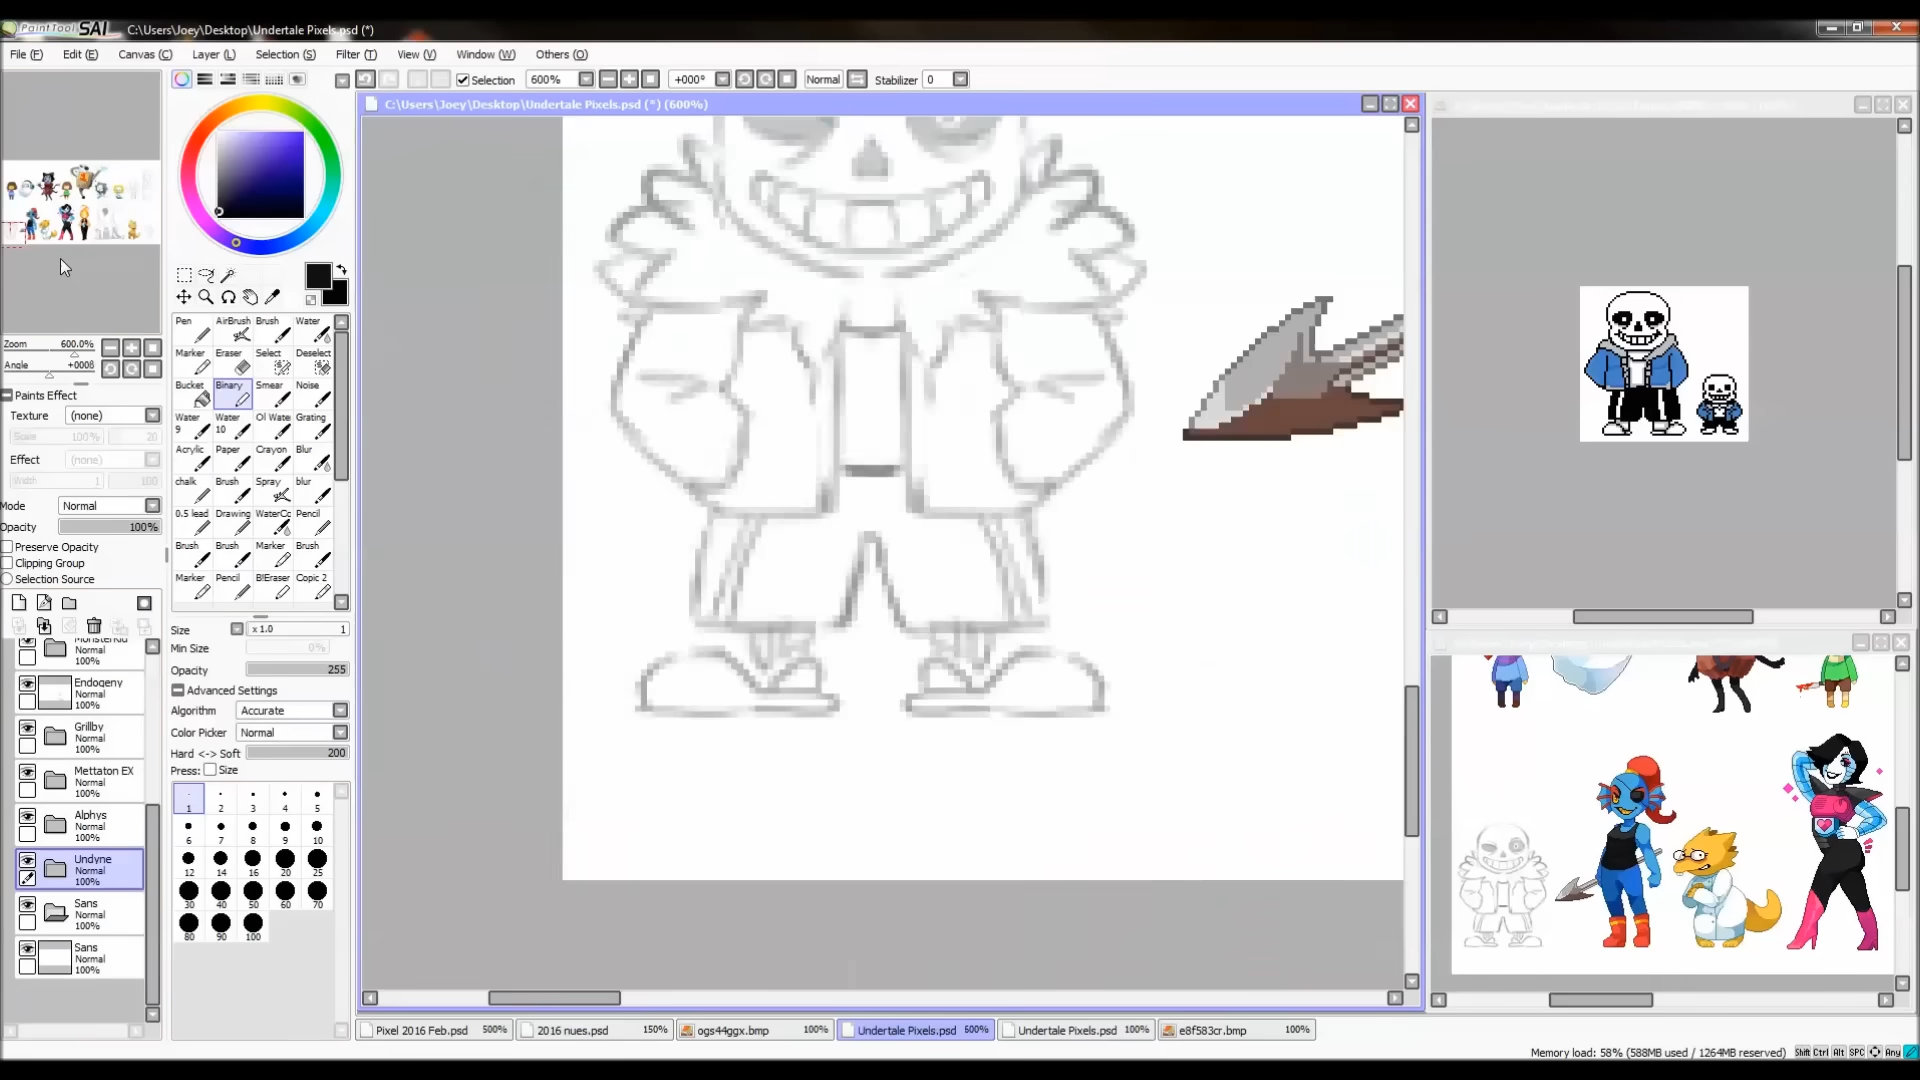 PaintTool SAI C:\Users\Joey\Desktop\Undertale Pixels.psd (*)
File (F) Edit (E) Canvas (C) Layer (L) Selection (S) Filter (T) View (V) Window (W) Others (O)
Selection 600% +000° Normal Stabilizer 0
C:\Users\Joey\Desktop\Undertale Pixels.psd (*) (600%)
Pen AirBrush Brush Water
Zoom 600.0%
Marker Eraser Select Deselect
Angle +000θ
Bucket Binary Smear Noise
Paints Effect
Texture (none)
Water 9 Water 10 Oil Wate Grating
Scale 100% 20
Effect (none)
Acrylic Paper Crayon Blur
Width 1 100
chalk Brush Spray blur
Mode Normal
0.5 lead Drawing WaterCc Pencil
Opacity 100%
Preserve Opacity
Brush Brush Marker Brush
Clipping Group
Selection Source
Marker Pencil B!Eraser Copic 2
Size x 1.0 1
Min Size 0%
Opacity 255
Advanced Settings
Algorithm Accurate
Color Picker Normal
Hard <-> Soft 200
Press: Size
1 2 3 4 5
6 7 8 9 10
12 14 16 20 25
30 40 50 60 70
80 90 100
Normal
100%
Endogeny
Normal
100%
Grillby
Normal
100%
Mettaton EX
Normal
100%
Alphys
Normal
100%
Undyne
Normal
100%
Sans
Normal
100%
Sans
Normal
100%
Pixel 2016 Feb.psd 500% 2016 nues.psd 150% ogs44ggx.bmp 100% Undertale Pixels.psd 600% Undertale Pixels.psd 100% e8f583cr.bmp 100%
Memory load: 58% (588MB used / 1264MB reserved) Shift Ctrl Alt SPC Any